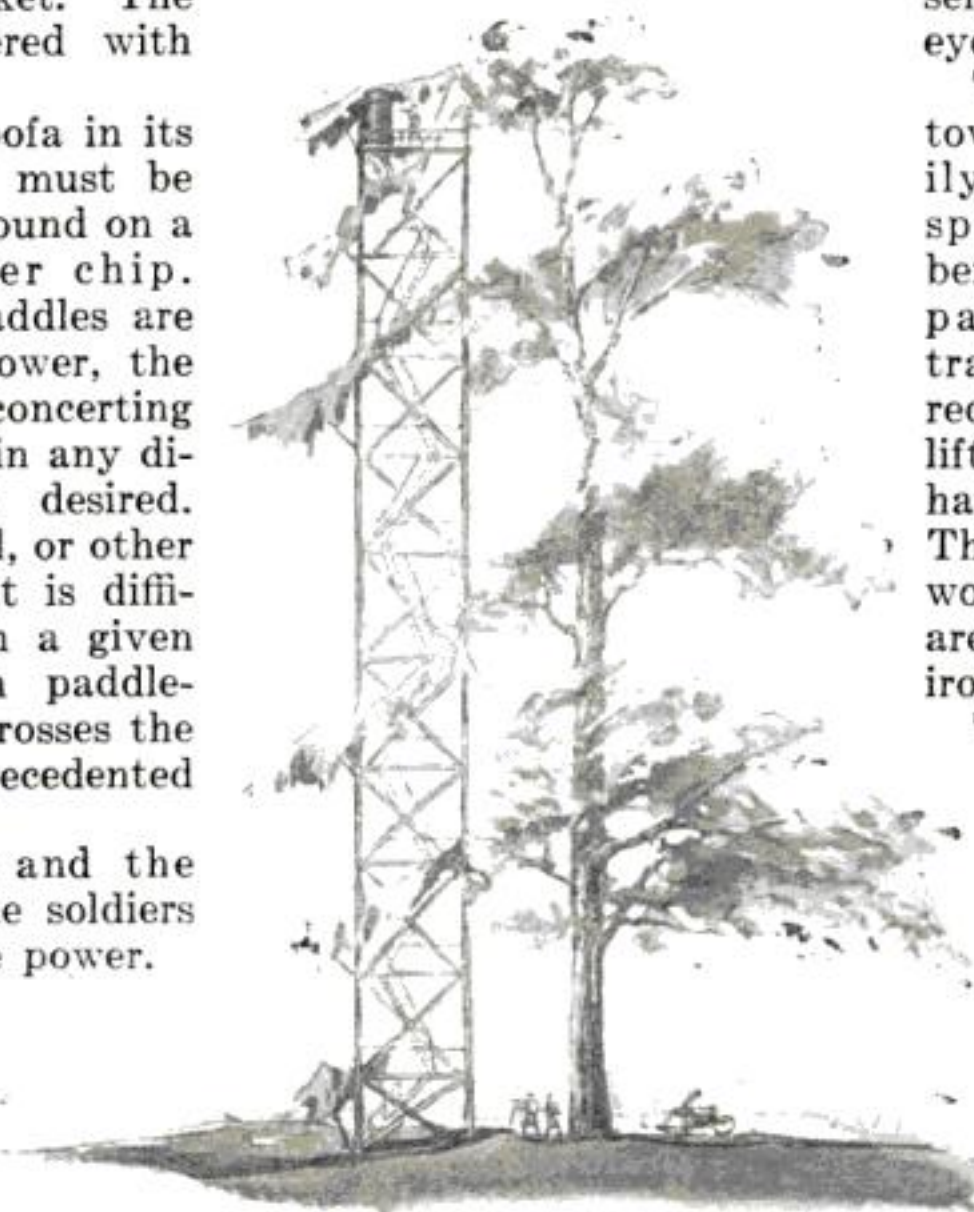 ket. The
ered with
ofa in its
must be
ound on a
er chip.
addles are
ower, the
concerting
in any di-
desired.
, or other
t is diffi-
a given
paddle-
rosses the
recedented
and the
e soldiers
power.
eye
tow
ily
sp
be
pa
tra
rec
lift
ha
Th
wo
are
iro